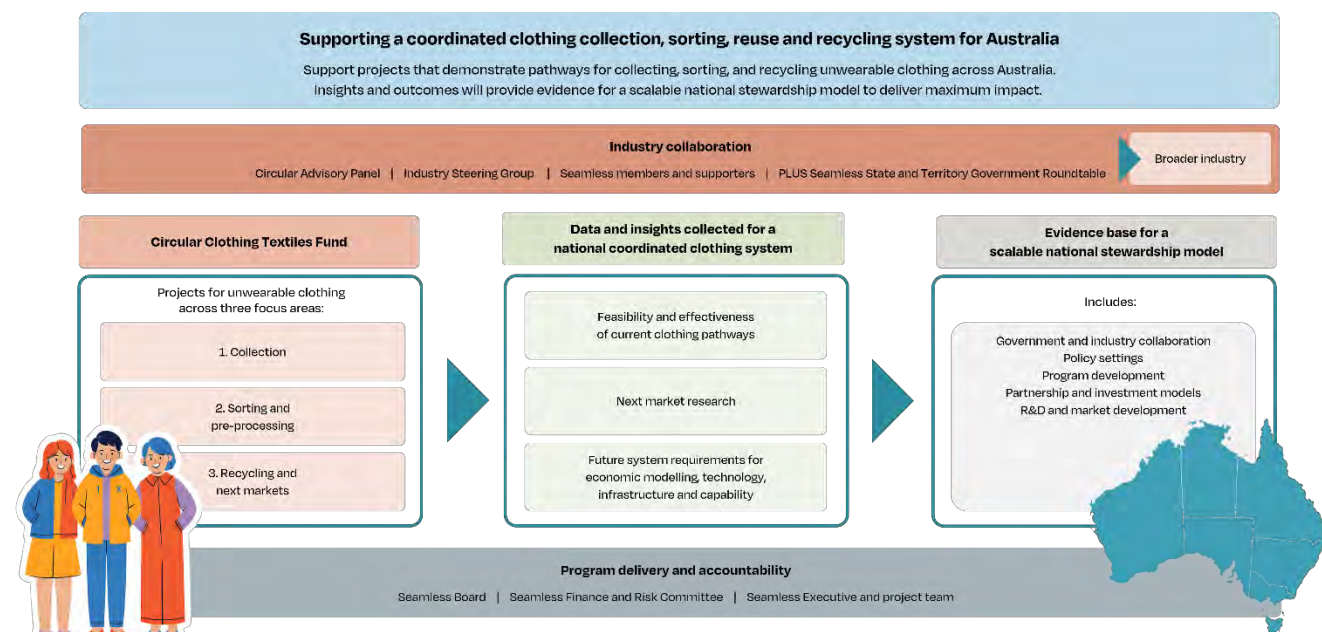 Supporting a coordinated clothing collection, sorting, reuse and recycling system for Australia
Support projects that demonstrate pathways for collecting, sorting, and recycling unwearable clothing across Australia.
Insights and outcomes will provide evidence for a scalable national stewardship model to deliver maximum impact.
Industry collaboration
Circular Advisory Panel | Industry Steering Group | Seamless members and supporters | PLUS Seamless State and Territory Government Roundtable
Broader industry
Circular Clothing Textiles Fund
Projects for unwearable clothing
across three focus areas:
1. Collection
2. Sorting and
pre-processing
3. Recycling and
next markets
Data and insights collected for a
national coordinated clothing system
Feasibility and effectiveness
of current clothing pathways
Next market research
Future system requirements for
economic modelling, technology,
infrastructure and capability
Evidence base for a
scalable national stewardship model
Includes:
Government and industry collaboration
Policy settings
Program development
Partnership and investment models
R&D and market development
Program delivery and accountability
Seamless Board | Seamless Finance and Risk Committee | Seamless Executive and project team